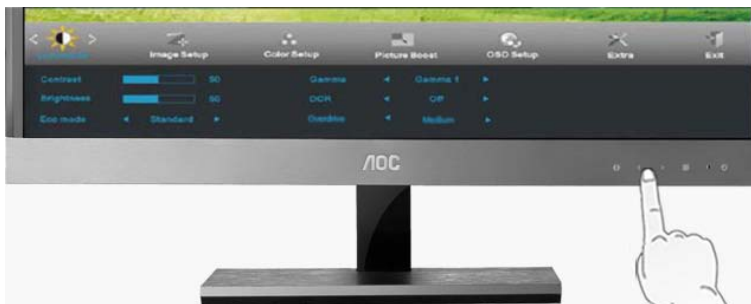 Luminance Image Setup Color Setup Picture Boost OSD Setup Extra Exit
Contrast 50 Gamma Gamma 1
Brightness 50 DCR Off
Eco mode Standard Overdrive Medium
AOC